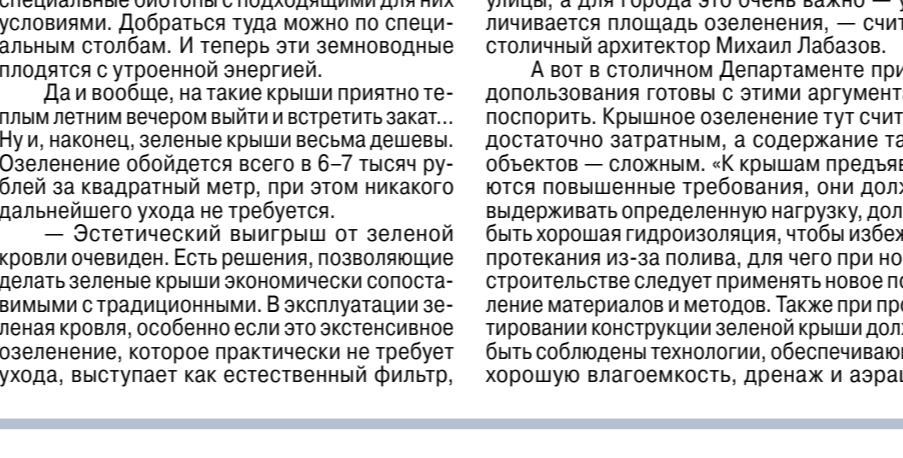 специальные биотопы с подходящими для них
условиями. Добраться туда можно по специ-
альным столбам. И теперь эти земноводные
плодятся с утроенной энергией.
Да и вообще, на такие крыши приятно те-
плым летним вечером выйти и встретить закат...
Ну и, наконец, зеленые крыши весьма дешевы.
Озеленение обойдется всего в 6–7 тысяч ру-
блей за квадратный метр, при этом никакого
дальнейшего ухода не требуется.
— Эстетический выигрыш от зеленой
кровли очевиден. Есть решения, позволяющие
делать зеленые крыши экономически сопоста-
вимыми с традиционными. В эксплуатации зе-
леная кровля, особенно если это экстенсивное
озеленение, которое практически не требует
ухода, выступает как естественный фильтр,
улицы, а для города это очень важно — у
личивается площадь озеленения, — счит
столичный архитектор Михаил Лабазов.
А вот в столичном Департаменте при
допользования готовы с этими аргумент
поспорить. Крышное озеленение тут счит
достаточно затратным, а содержание та
объектов — сложным. «К крышам предъяв
ются повышенные требования, они долж
выдерживать определенную нагрузку, дол
быть хорошая гидроизоляция, чтобы избеж
протекания из-за полива, для чего при но
строительстве следует применять новое по
ление материалов и методов. Также при про
тировании конструкции зеленой крыши долж
быть соблюдены технологии, обеспечиваю
хорошую влагоемкость, дренаж и аэрац